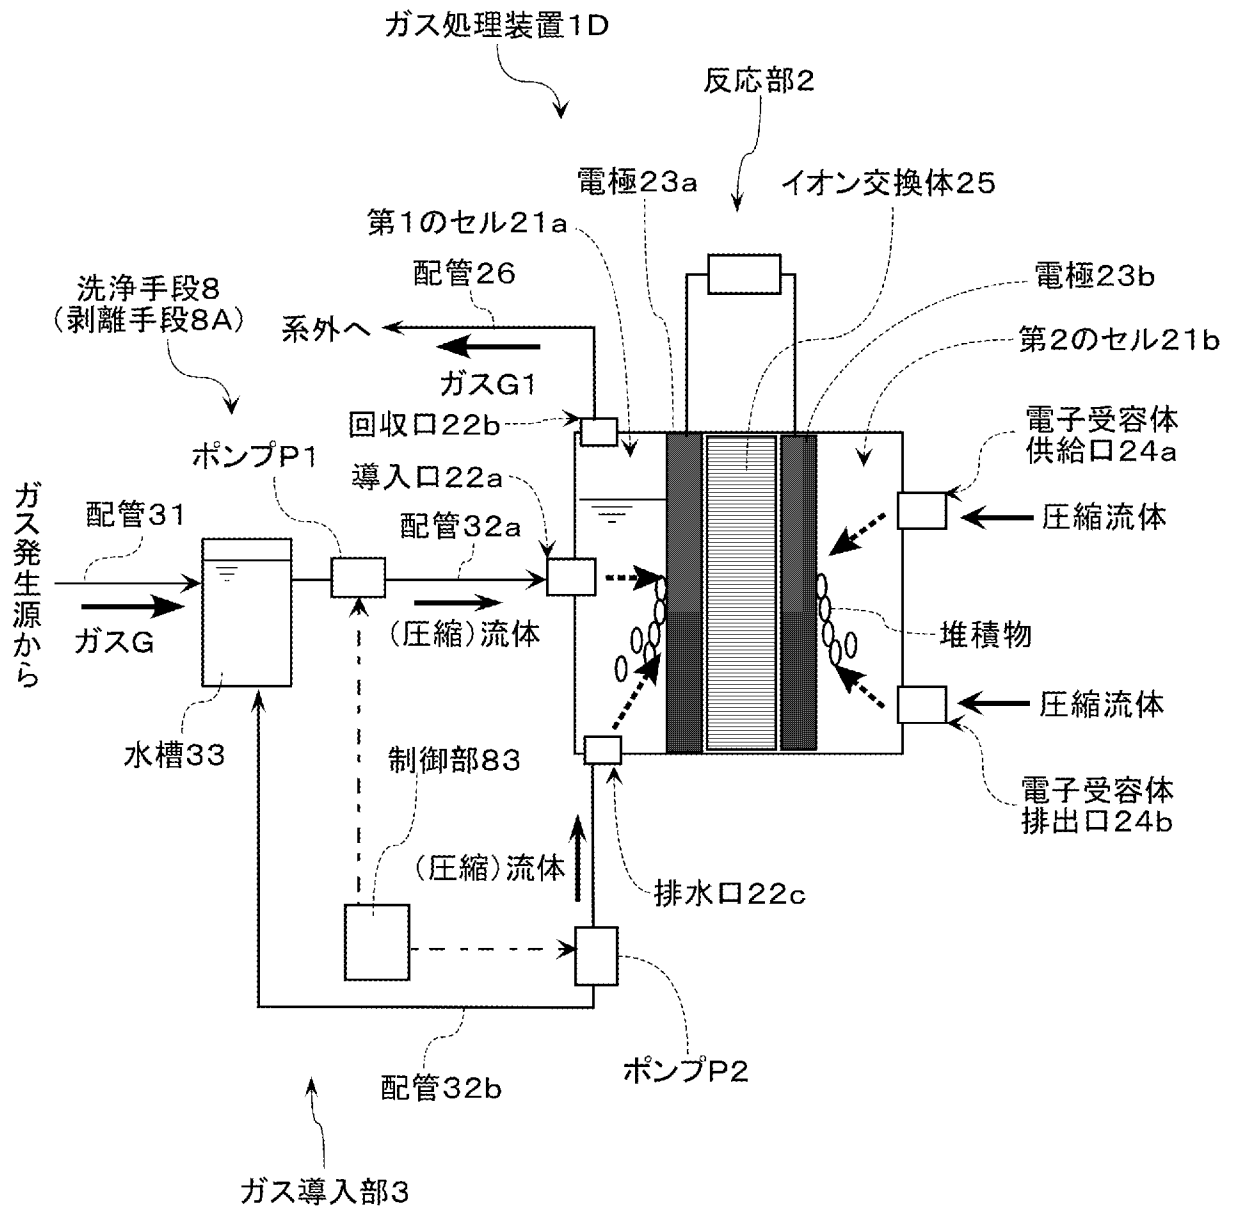 ガス処理装置1D
反応部2
電極23a
イオン交換体25
第1のセル21a
配管26
電極23b
洗浄手段8
(剥離手段8A)
系外へ
第2のセル21b
ガスG1
回収口22b
電子受容体
供給口24a
ポンプP1
導入口22a
ガス発生源から
配管31
配管32a
圧縮流体
ガスG
(圧縮)流体
堆積物
圧縮流体
水槽33
制御部83
電子受容体
排出口24b
(圧縮)流体
排水口22c
ポンプP2
配管32b
ガス導入部3